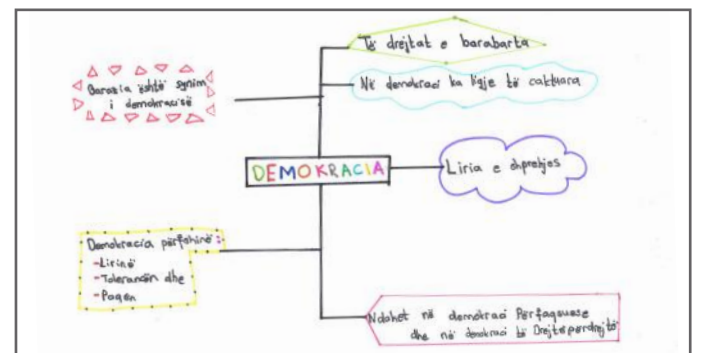 Të drejtat e barabarta
Barazia është synim
i demokracisë
Në demokraci ka ligje të caktuara
DEMOKRACIA
Liria e shprehjes
Demokracia përfshinë:
-Lirinë
-Tolerancën dhe
-Paqen
Ndahet në demokraci Përfaqsuese
dhe në demokraci të Drejtëpërdrejtë